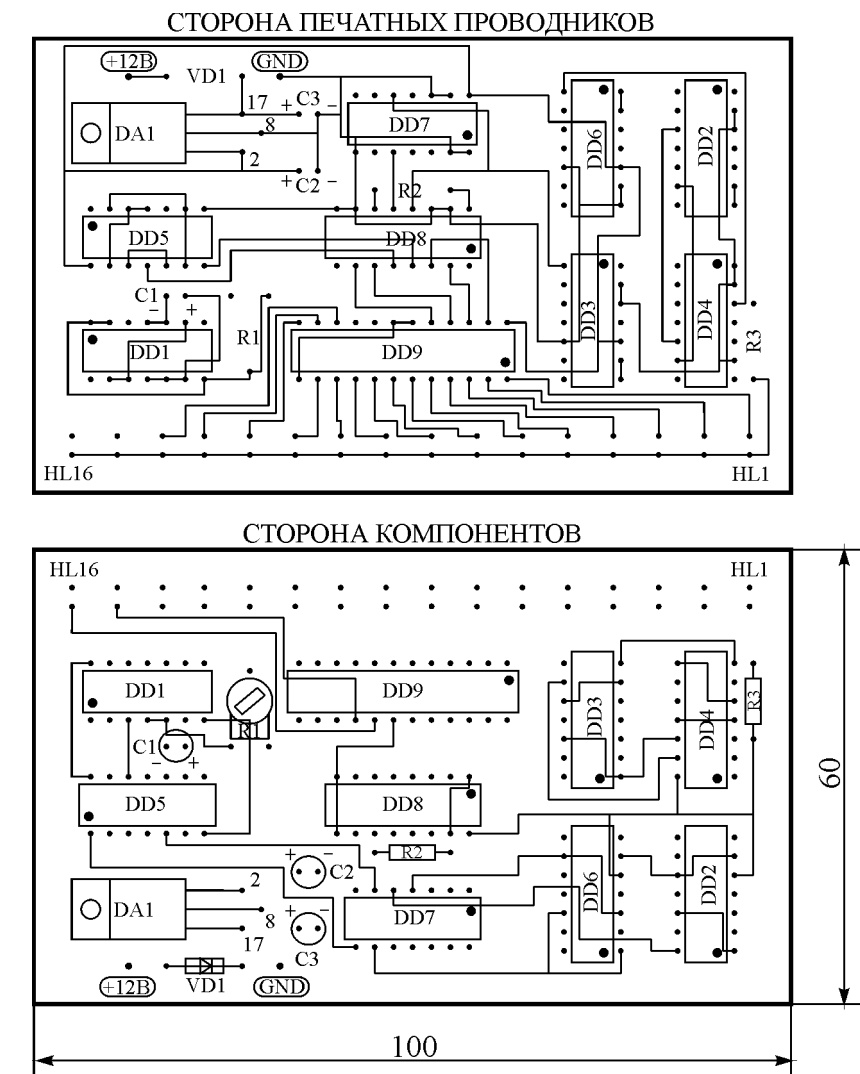 СТОРОНА ПЕЧАТНЫХ ПРОВОДНИКОВ
+12В VD1 GND
17 + C3 −
DA1 8 DD7 DD6 DD2
2
+ C2 − R2
DD5 DD8
C1 − + R1
DD1 DD9 DD3 DD4 R3
HL16 HL1
СТОРОНА КОМПОНЕНТОВ
HL16 HL1
DD1 R1 DD9 DD3 DD4 R3
C1 − +
DD5 DD8
60
+ − C2 R2
2
DA1 8 + − DD7 DD6 DD2
17 C3
+12В VD1 GND
100